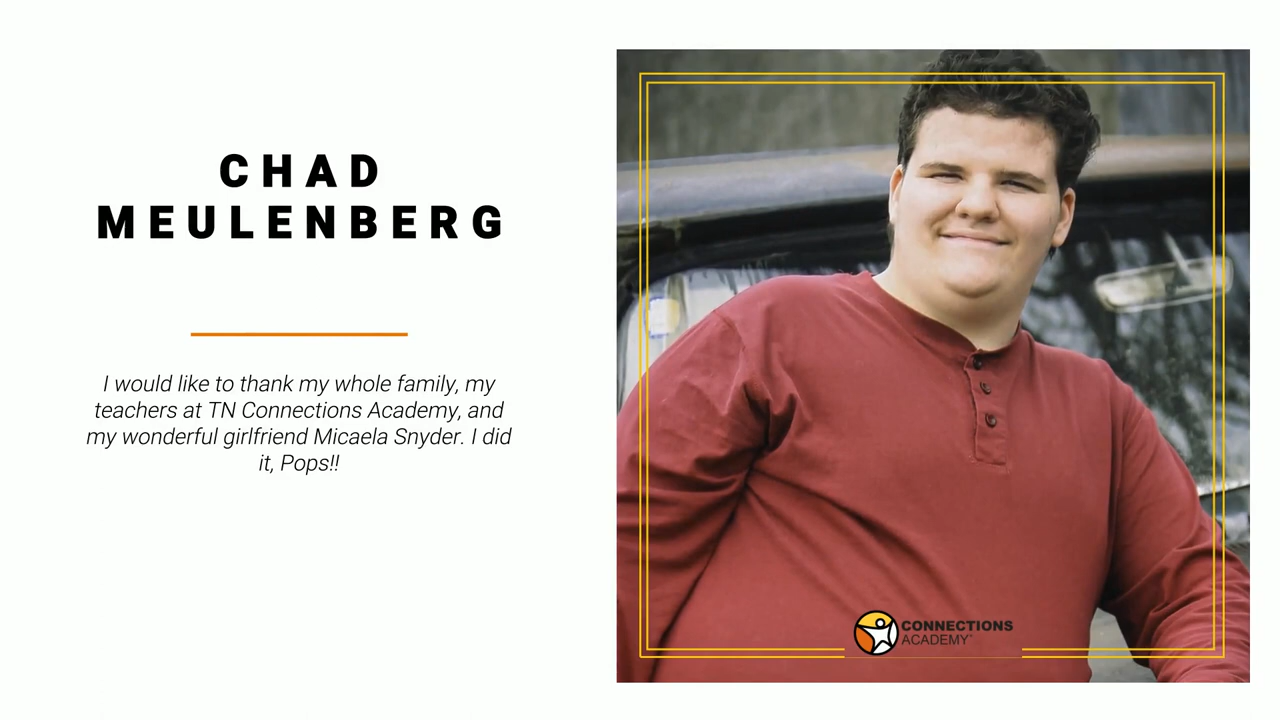 CHAD
MEULENBERG
I would like to thank my whole family, my
teachers at TN Connections Academy, and
my wonderful girlfriend Micaela Snyder. I did
it, Pops!!
CONNECTIONS
ACADEMY™